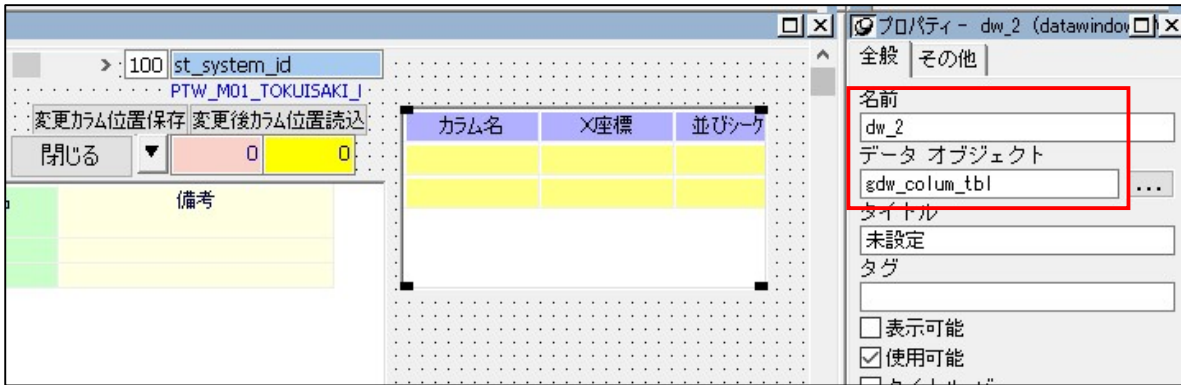 100 st_system_id
PTW_M01_TOKUISAKI_I
変更カラム位置保存 変更後カラム位置読込
閉じる ▼ 0 0
備考
カラム名 X座標 並びシーケ
プロパティ - dw_2 (datawindow)
全般 その他
名前
dw_2
データ オブジェクト
gdw_colum_tbl
...
タイトル
未設定
タグ
表示可能
使用可能